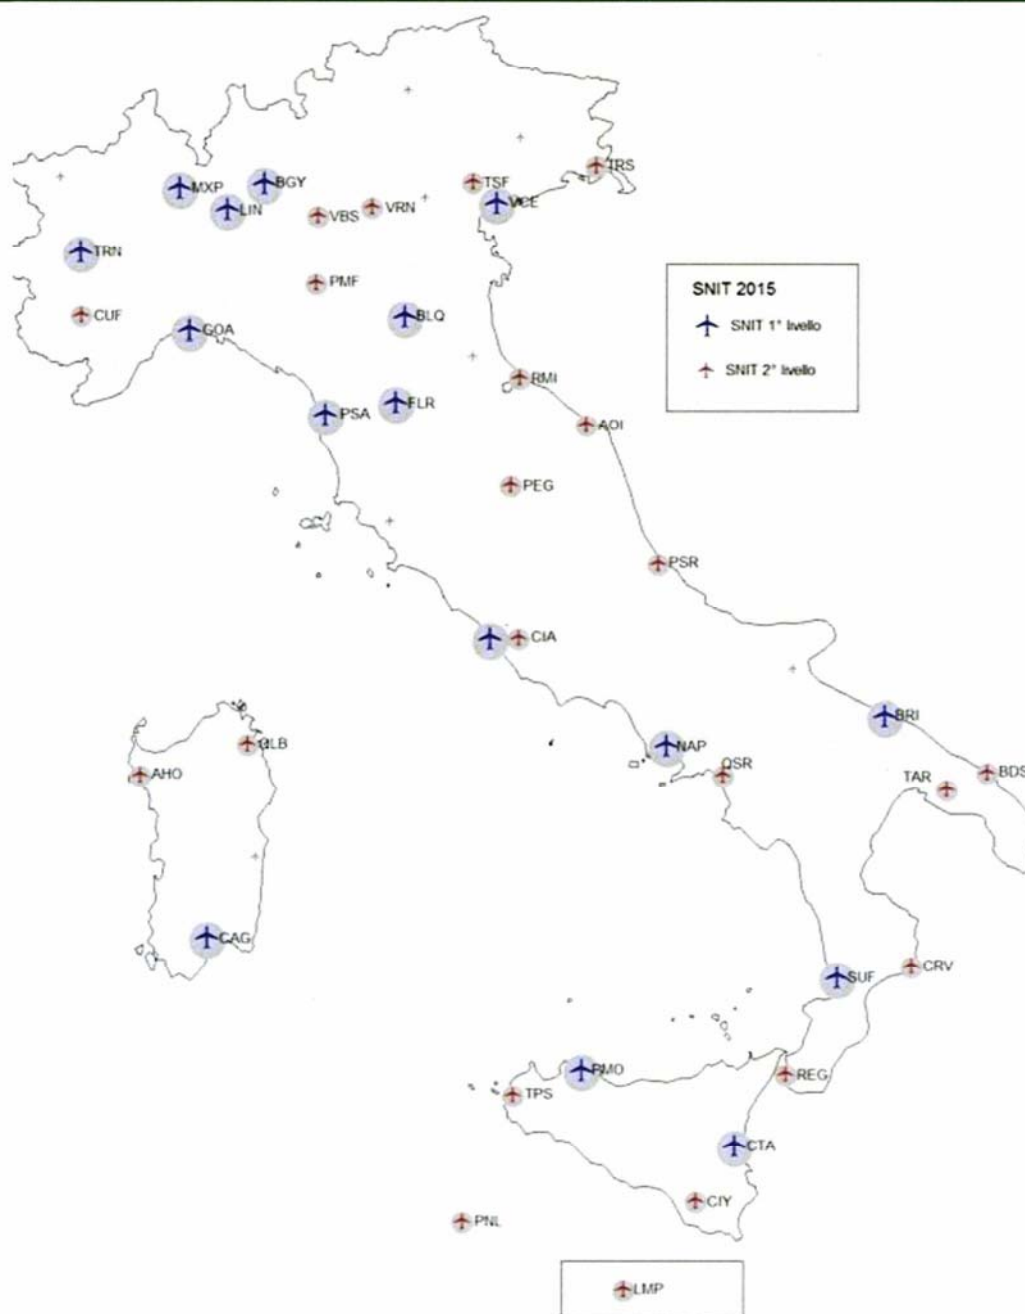 TRS
TSF
MXP
BGY
VCE
LIN
VBS
VRN
TRN
PMF
SNIT 2015
SNIT 1° livello
SNIT 2° livello
CUF
BLQ
GOA
RMI
FLR
PSA
AOI
PEG
PSR
CIA
BRI
NAP
OLB
QSR
AHO
TAR
BDS
CAG
CRV
SUF
PMO
REG
TPS
CTA
CIY
PNL
LMP